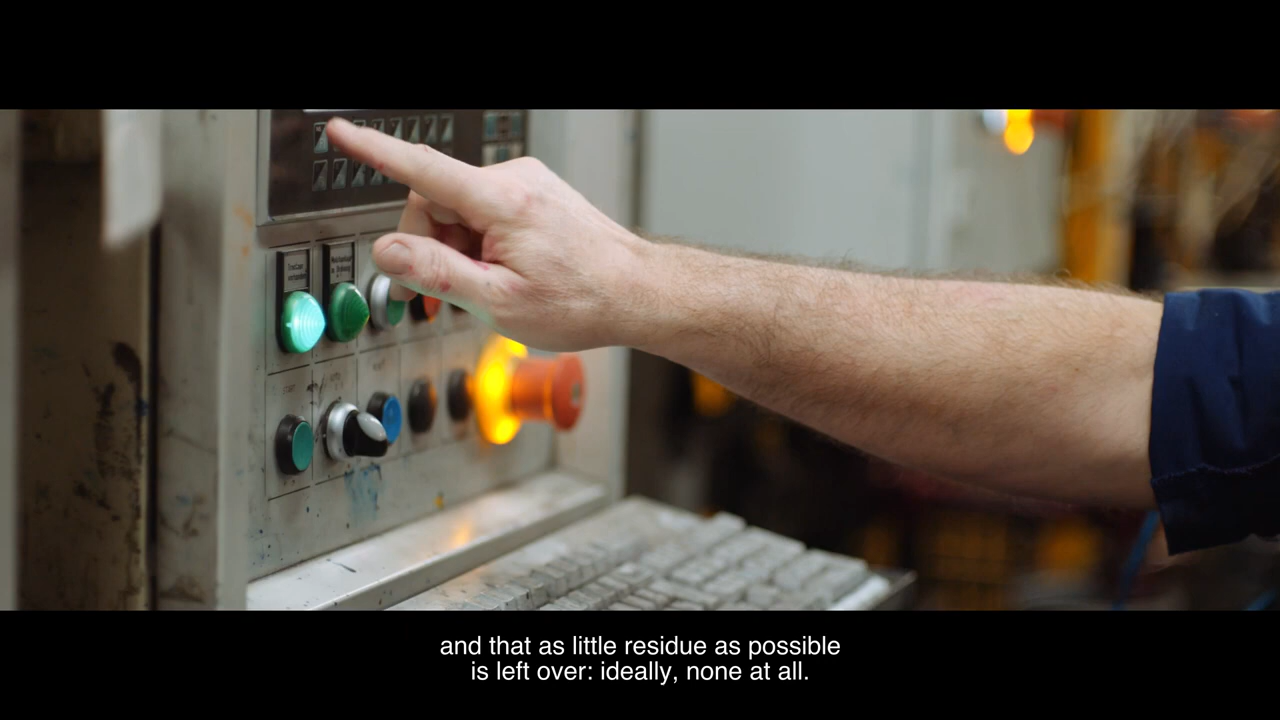 and that as little residue as possible
is left over: ideally, none at all.